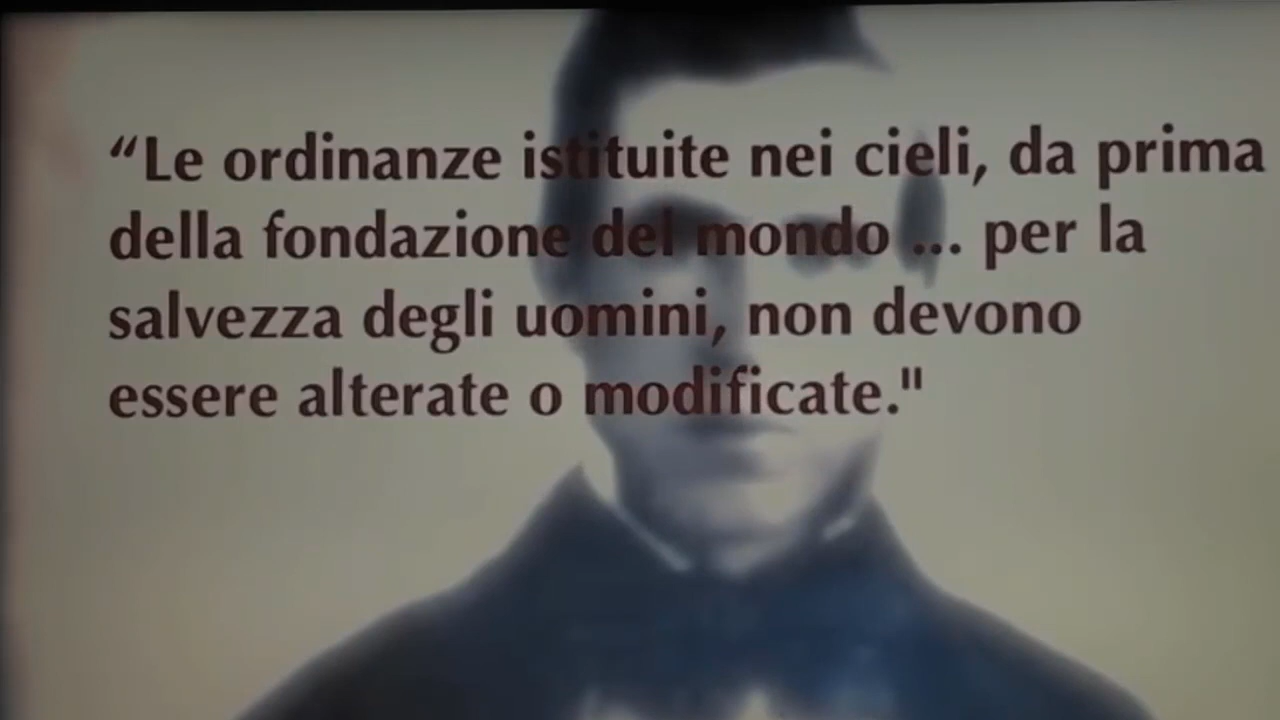 “Le ordinanze istituite nei cieli, da prima
della fondazione del mondo ... per la
salvezza degli uomini, non devono
essere alterate o modificate."